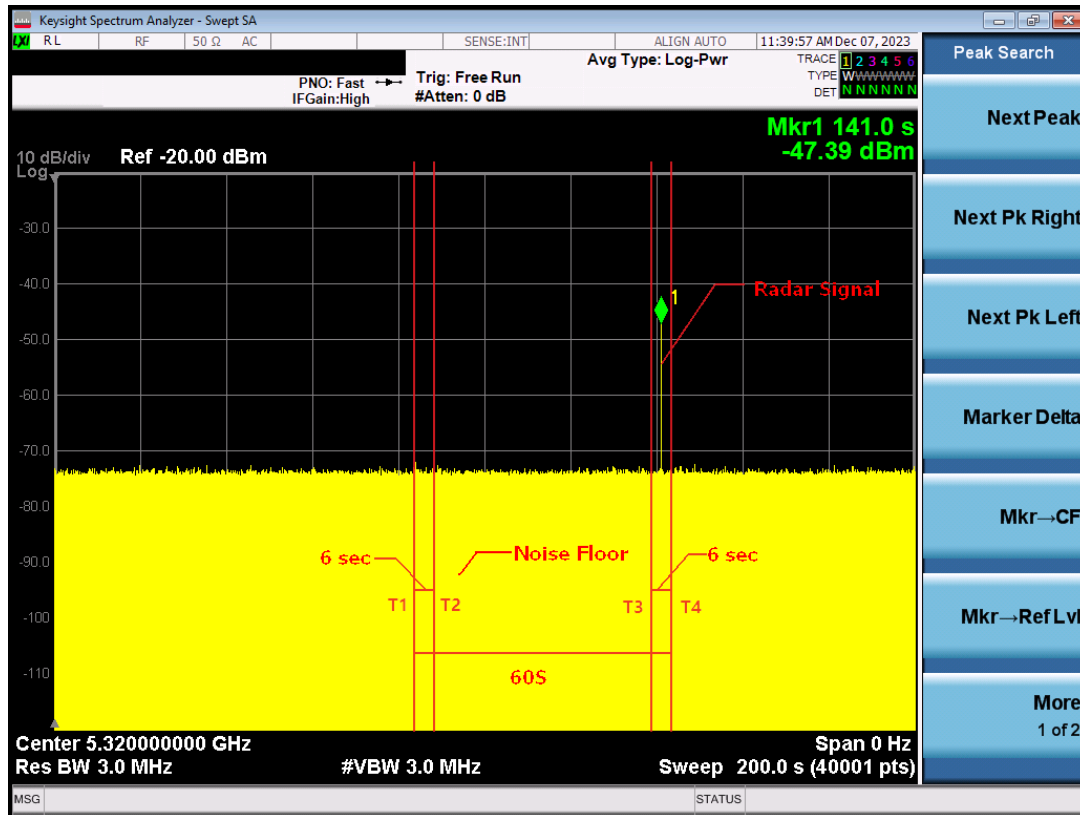 Keysight Spectrum Analyzer - Swept SA
LXI RL RF 50 Ω AC SENSE:INT ALIGN AUTO 11:39:57 AM Dec 07, 2023
Avg Type: Log-Pwr TRACE 1 2 3 4 5 6
PNO: Fast Trig: Free Run TYPE WWWWWW
IFGain:High #Atten: 0 dB DET N N N N N N
Mkr1 141.0 s
-47.39 dBm
10 dB/div Ref -20.00 dBm
Log
-30.0
-40.0
1
Radar Signal
-50.0
-60.0
-70.0
-80.0
-90.0
6 sec Noise Floor 6 sec
T1 T2 T3 T4
-100
-110
60S
Center 5.320000000 GHz Span 0 Hz
Res BW 3.0 MHz #VBW 3.0 MHz Sweep 200.0 s (40001 pts)
MSG STATUS
Peak Search
Next Peak
Next Pk Right
Next Pk Left
Marker Delta
Mkr→CF
Mkr→Ref Lvl
More
1 of 2